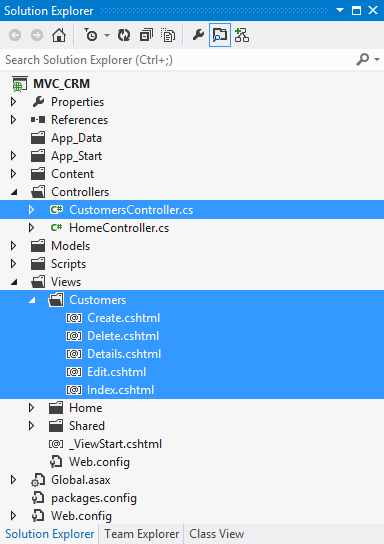 Solution Explorer
Search Solution Explorer (Ctrl+;)
MVC_CRM
Properties
References
App_Data
App_Start
Content
Controllers
CustomersController.cs
HomeController.cs
Models
Scripts
Views
Customers
Create.cshtml
Delete.cshtml
Details.cshtml
Edit.cshtml
Index.cshtml
Home
Shared
_ViewStart.cshtml
Web.config
Global.asax
packages.config
Web.config
Solution Explorer Team Explorer Class View